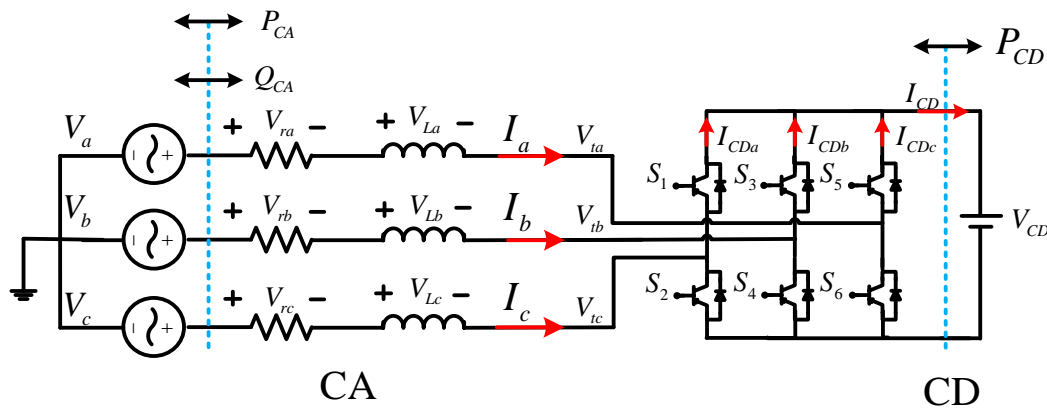 P_CA
P_CD
Q_CA
I_CD
V_a + V_ra − + V_La − I_a V_ta I_CDa I_CDb I_CDc
− +
S_1 S_3 S_5
V_b + V_rb − + V_Lb − I_b V_tb V_CD
− +
S_2 S_4 S_6
V_c + V_rc − + V_Lc − I_c V_tc
− +
CA CD